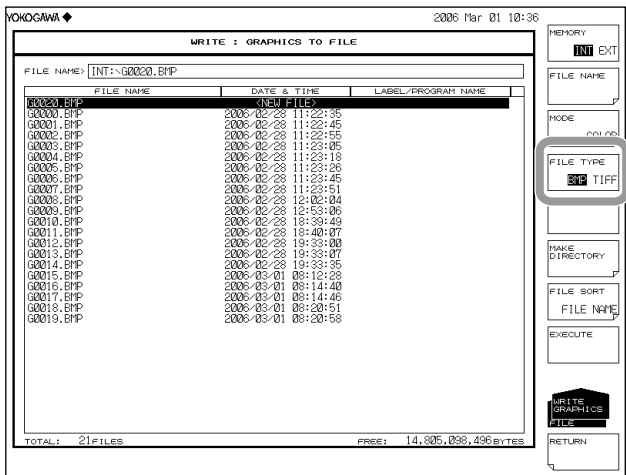 YOKOGAWA ◆ 2006 Mar 01 10:36
WRITE : GRAPHICS TO FILE
FILE NAME> INT:\G0020.BMP
FILE NAME DATE & TIME LABEL/PROGRAM NAME
G0020.BMP <NEW FILE>
G0000.BMP 2006/02/28 11:22:35
G0001.BMP 2006/02/28 11:22:45
G0002.BMP 2006/02/28 11:22:55
G0003.BMP 2006/02/28 11:23:05
G0004.BMP 2006/02/28 11:23:18
G0005.BMP 2006/02/28 11:23:26
G0006.BMP 2006/02/28 11:23:45
G0007.BMP 2006/02/28 11:23:51
G0008.BMP 2006/02/28 12:02:04
G0009.BMP 2006/02/28 12:53:06
G0010.BMP 2006/02/28 18:39:49
G0011.BMP 2006/02/28 18:40:07
G0012.BMP 2006/02/28 19:33:00
G0013.BMP 2006/02/28 19:33:07
G0014.BMP 2006/02/28 19:33:35
G0015.BMP 2006/03/01 08:12:28
G0016.BMP 2006/03/01 08:14:40
G0017.BMP 2006/03/01 08:14:46
G0018.BMP 2006/03/01 08:20:51
G0019.BMP 2006/03/01 08:20:58
TOTAL: 21FILES FREE: 14,805,098,496BYTES
MEMORY
INT EXT
FILE NAME
MODE
COLOR
FILE TYPE
BMP TIFF
MAKE
DIRECTORY
FILE SORT
FILE NAME
EXECUTE
WRITE
GRAPHICS
FILE
RETURN